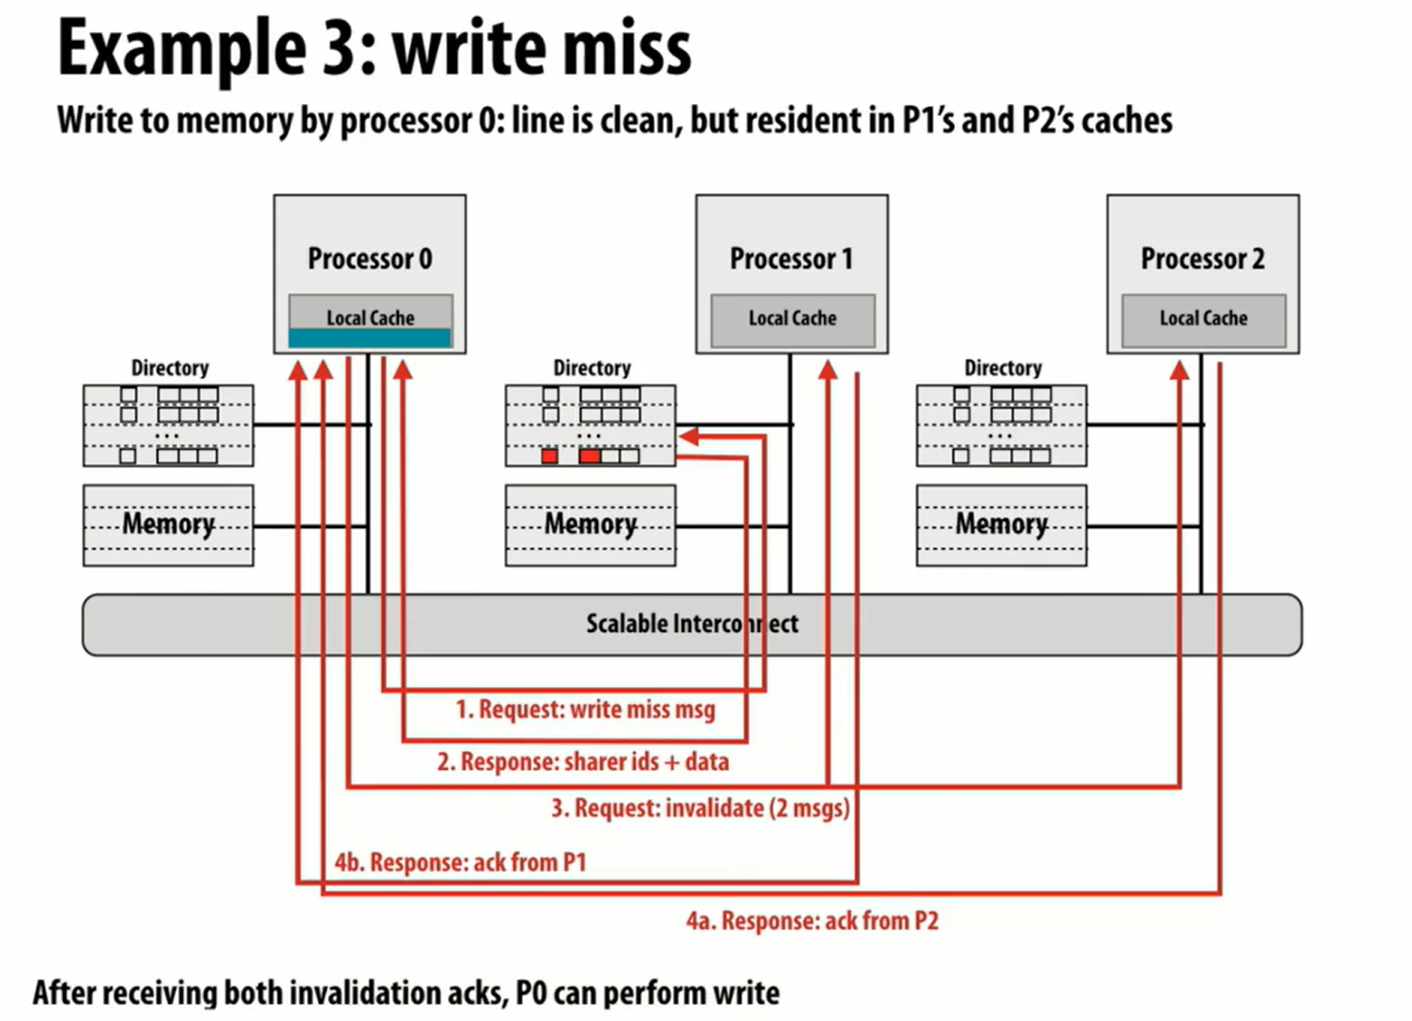 Example 3: write miss
Write to memory by processor 0: line is clean, but resident in P1's and P2's caches
Processor 0
Local Cache
Processor 1
Local Cache
Processor 2
Local Cache
Directory
...
Directory
...
Directory
...
Memory
Memory
Memory
Scalable Interconnect
1. Request: write miss msg
2. Response: sharer ids + data
3. Request: invalidate (2 msgs)
4b. Response: ack from P1
4a. Response: ack from P2
After receiving both invalidation acks, P0 can perform write